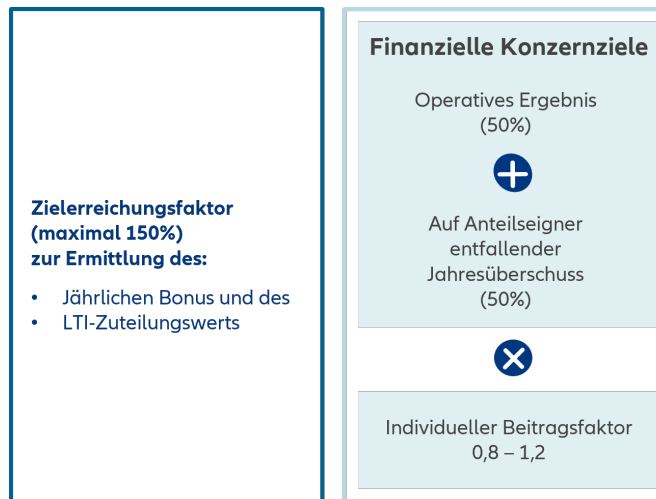 Zielerreichungsfaktor
(maximal 150%)
zur Ermittlung des:
• Jährlichen Bonus und des
• LTI-Zuteilungswerts
Finanzielle Konzernziele
Operatives Ergebnis
(50%)
+
Auf Anteilseigner
entfallender
Jahresüberschuss
(50%)
×
Individueller Beitragsfaktor
0,8 – 1,2